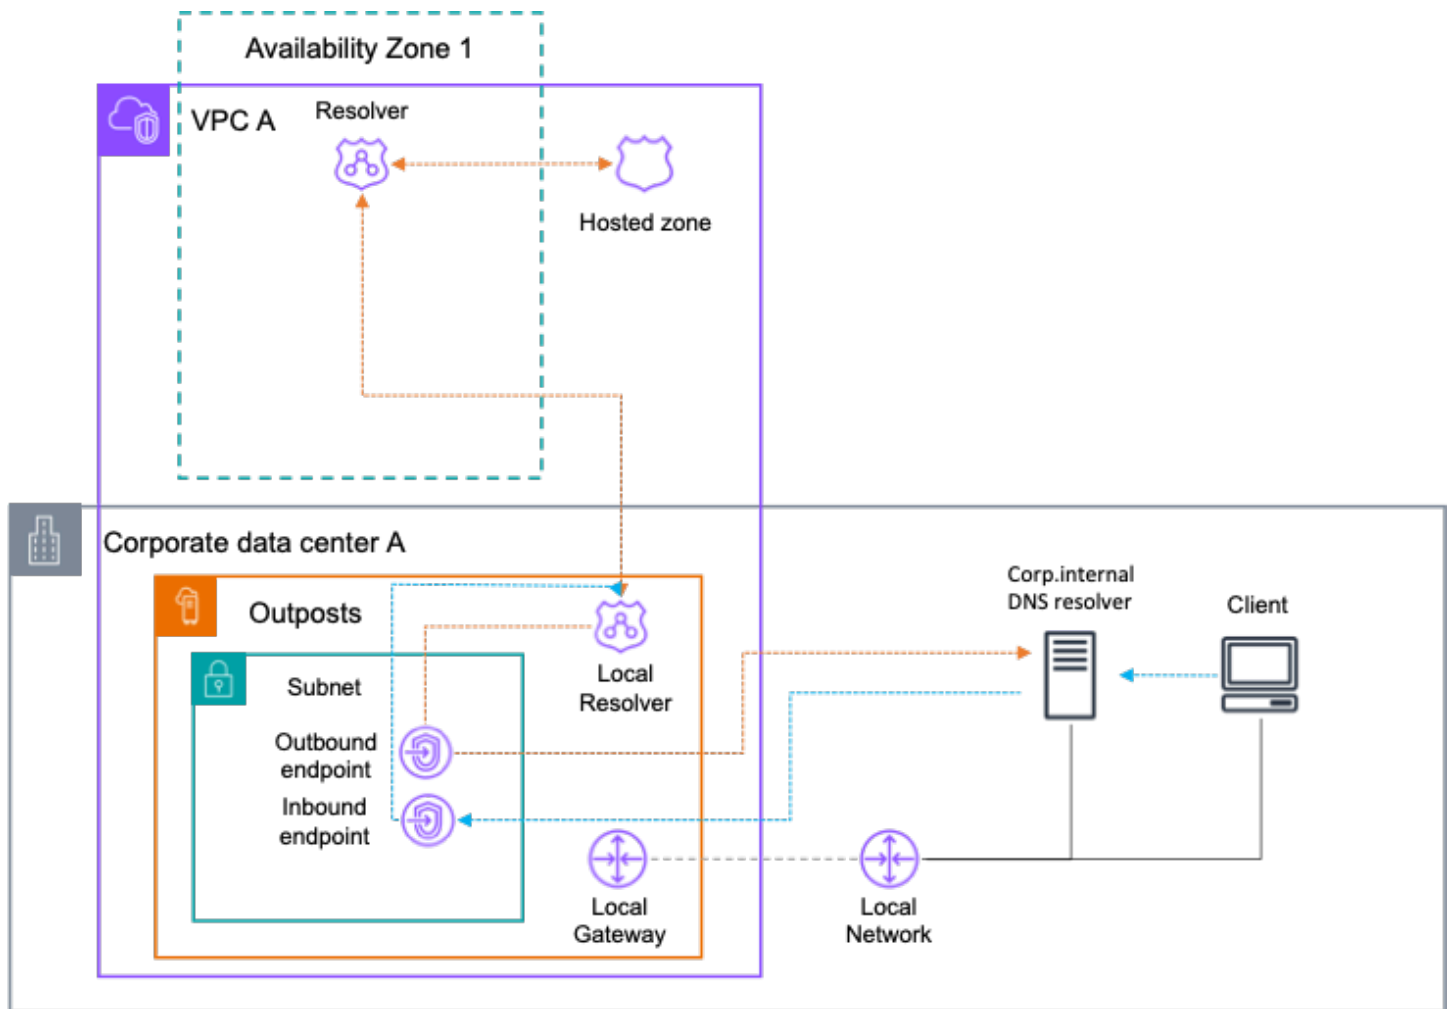 Availability Zone 1
VPC A
Resolver
Hosted zone
Corporate data center A
Outposts
Subnet
Local
Resolver
Outbound
endpoint
Inbound
endpoint
Local
Gateway
Local
Network
Corp.internal
DNS resolver
Client